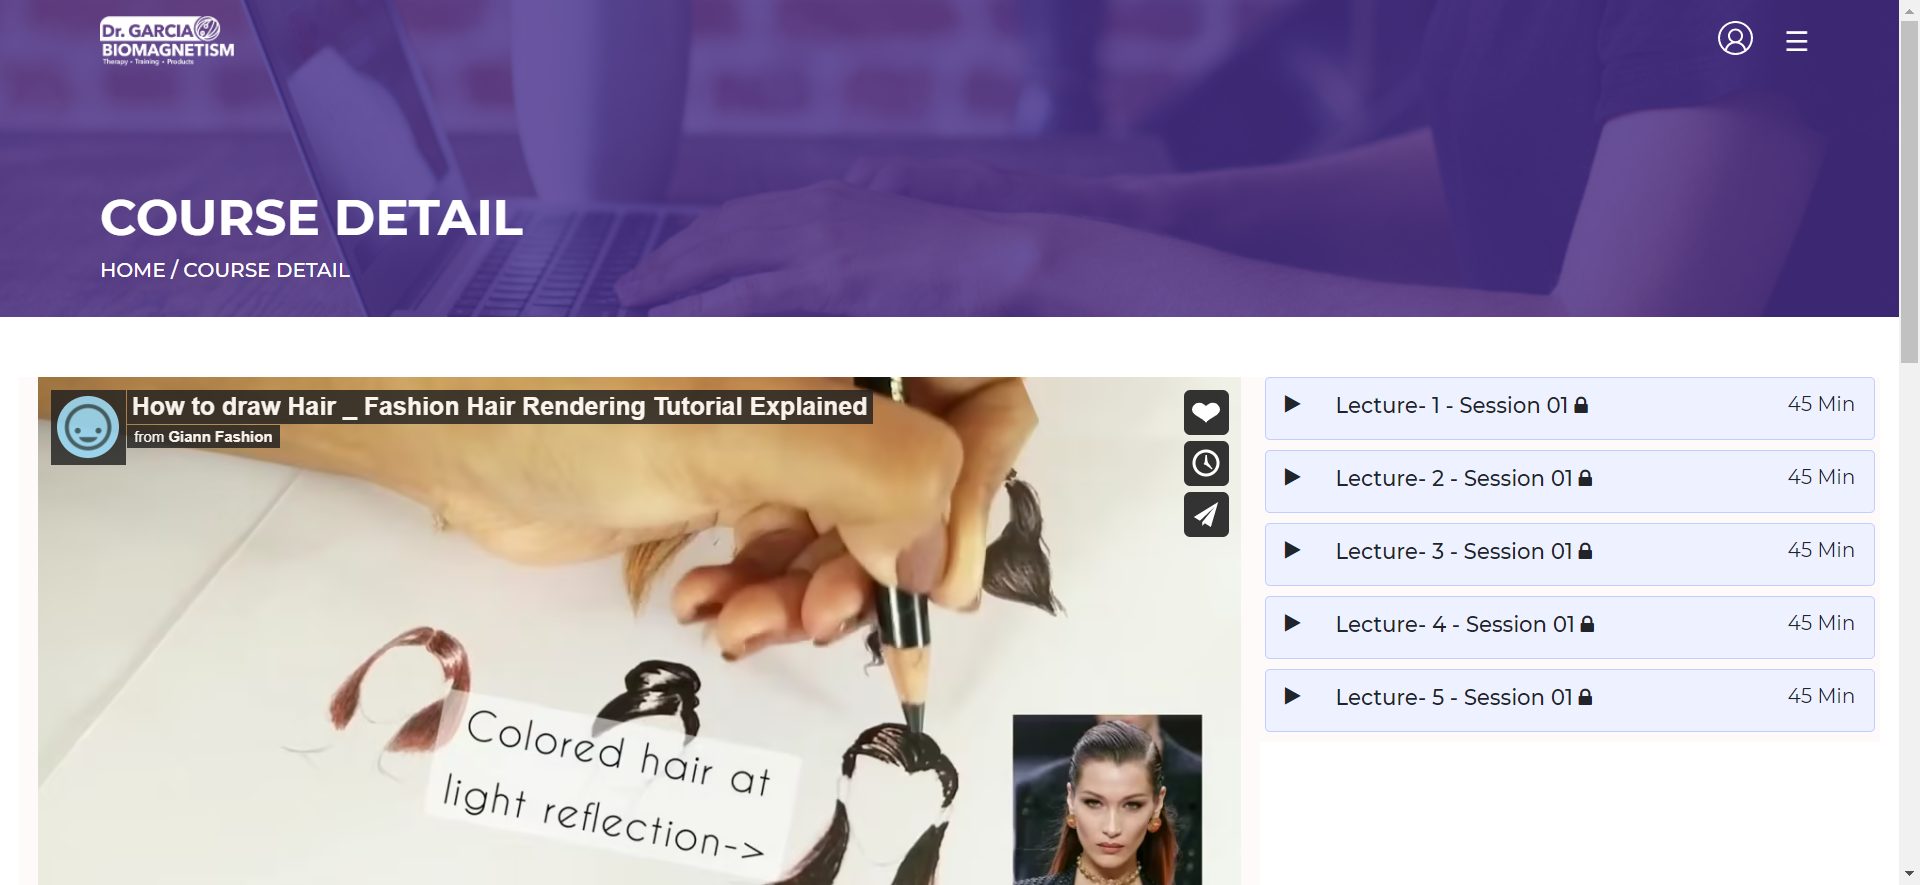 Dr. GARCIA
BIOMAGNETISM
Therapy • Training • Products
COURSE DETAIL
HOME / COURSE DETAIL
How to draw Hair _ Fashion Hair Rendering Tutorial Explained
from Giann Fashion
Colored hair at
light reflection->
Lecture- 1 - Session 01
45 Min
Lecture- 2 - Session 01
45 Min
Lecture- 3 - Session 01
45 Min
Lecture- 4 - Session 01
45 Min
Lecture- 5 - Session 01
45 Min